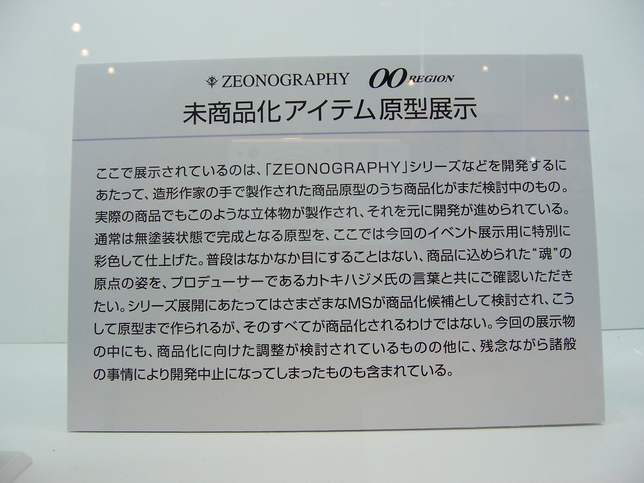 ZEONOGRAPHY OO REGION
未商品化アイテム原型展示
ここで展示されているのは、「ZEONOGRAPHY」シリーズなどを開発するに
あたって、造形作家の手で製作された商品原型のうち商品化がまだ検討中のもの。
実際の商品でもこのような立体物が製作され、それを元に開発が進められている。
通常は無塗装状態で完成となる原型を、ここでは今回のイベント展示用に特別に
彩色して仕上げた。普段はなかなか目にすることはない、商品に込められた“魂”の
原点の姿を、プロデューサーであるカトキハジメ氏の言葉と共にご確認いただき
たい。シリーズ展開にあたってはさまざまなMSが商品化候補として検討され、こう
して原型まで作られるが、そのすべてが商品化されるわけではない。今回の展示物
の中にも、商品化に向けた調整が検討されているものの他に、残念ながら諸般
の事情により開発中止になってしまったものも含まれている。